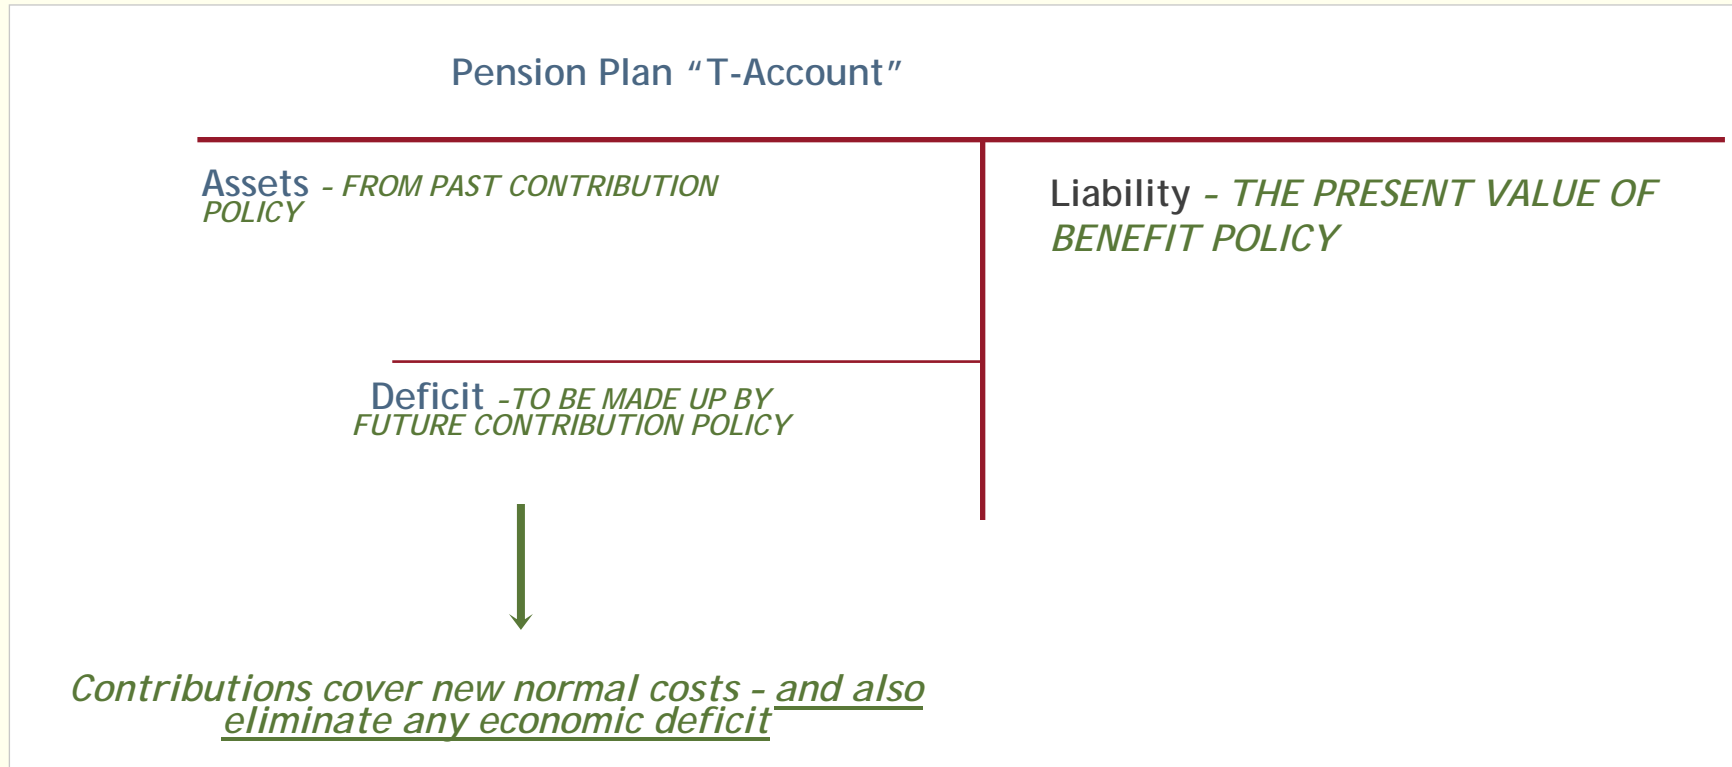 Pension Plan “T-Account”
Assets - FROM PAST CONTRIBUTION
POLICY
Liability - THE PRESENT VALUE OF
BENEFIT POLICY
Deficit -TO BE MADE UP BY
FUTURE CONTRIBUTION POLICY
Contributions cover new normal costs - and also
eliminate any economic deficit